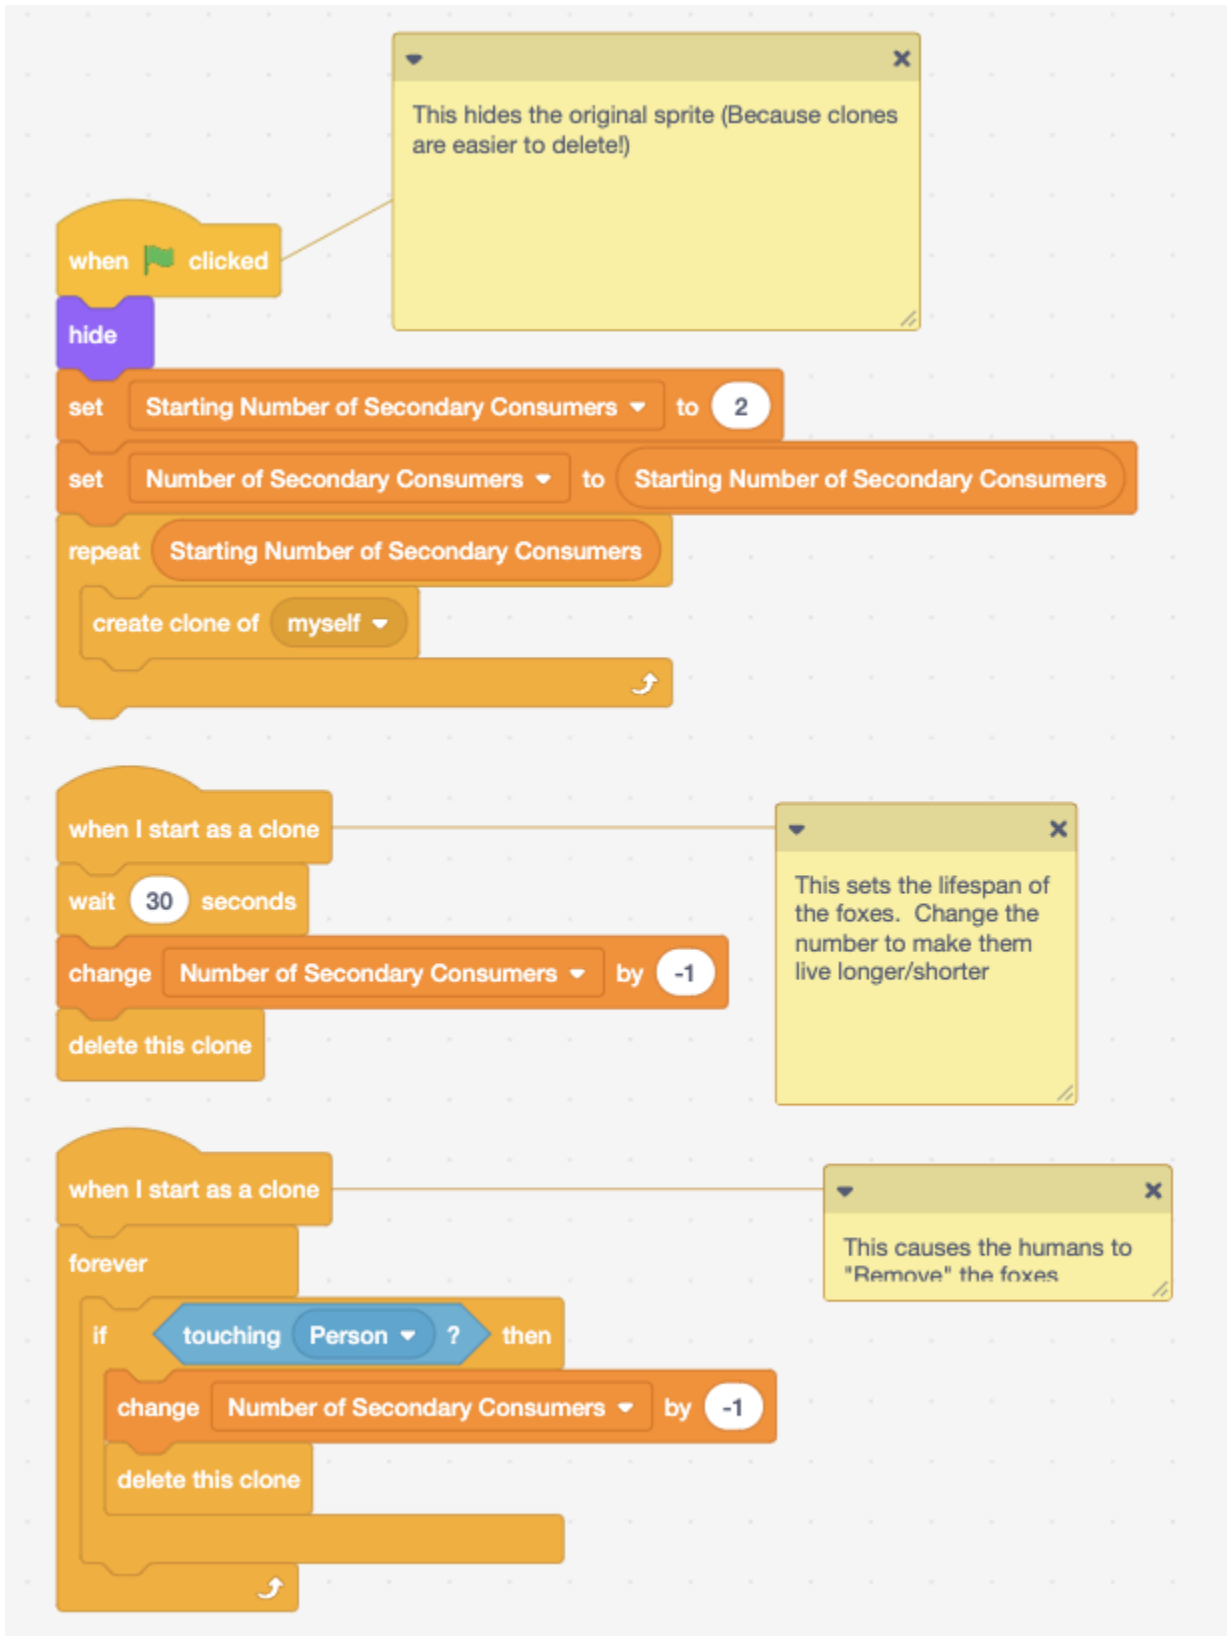 This hides the original sprite (Because clones
are easier to delete!)
when clicked
hide
set Starting Number of Secondary Consumers to 2
set Number of Secondary Consumers to Starting Number of Secondary Consumers
repeat Starting Number of Secondary Consumers
create clone of myself
when I start as a clone
wait 30 seconds
change Number of Secondary Consumers by -1
delete this clone
This sets the lifespan of
the foxes. Change the
number to make them
live longer/shorter
when I start as a clone
forever
if touching Person ? then
change Number of Secondary Consumers by -1
delete this clone
This causes the humans to
"Remove" the foxes